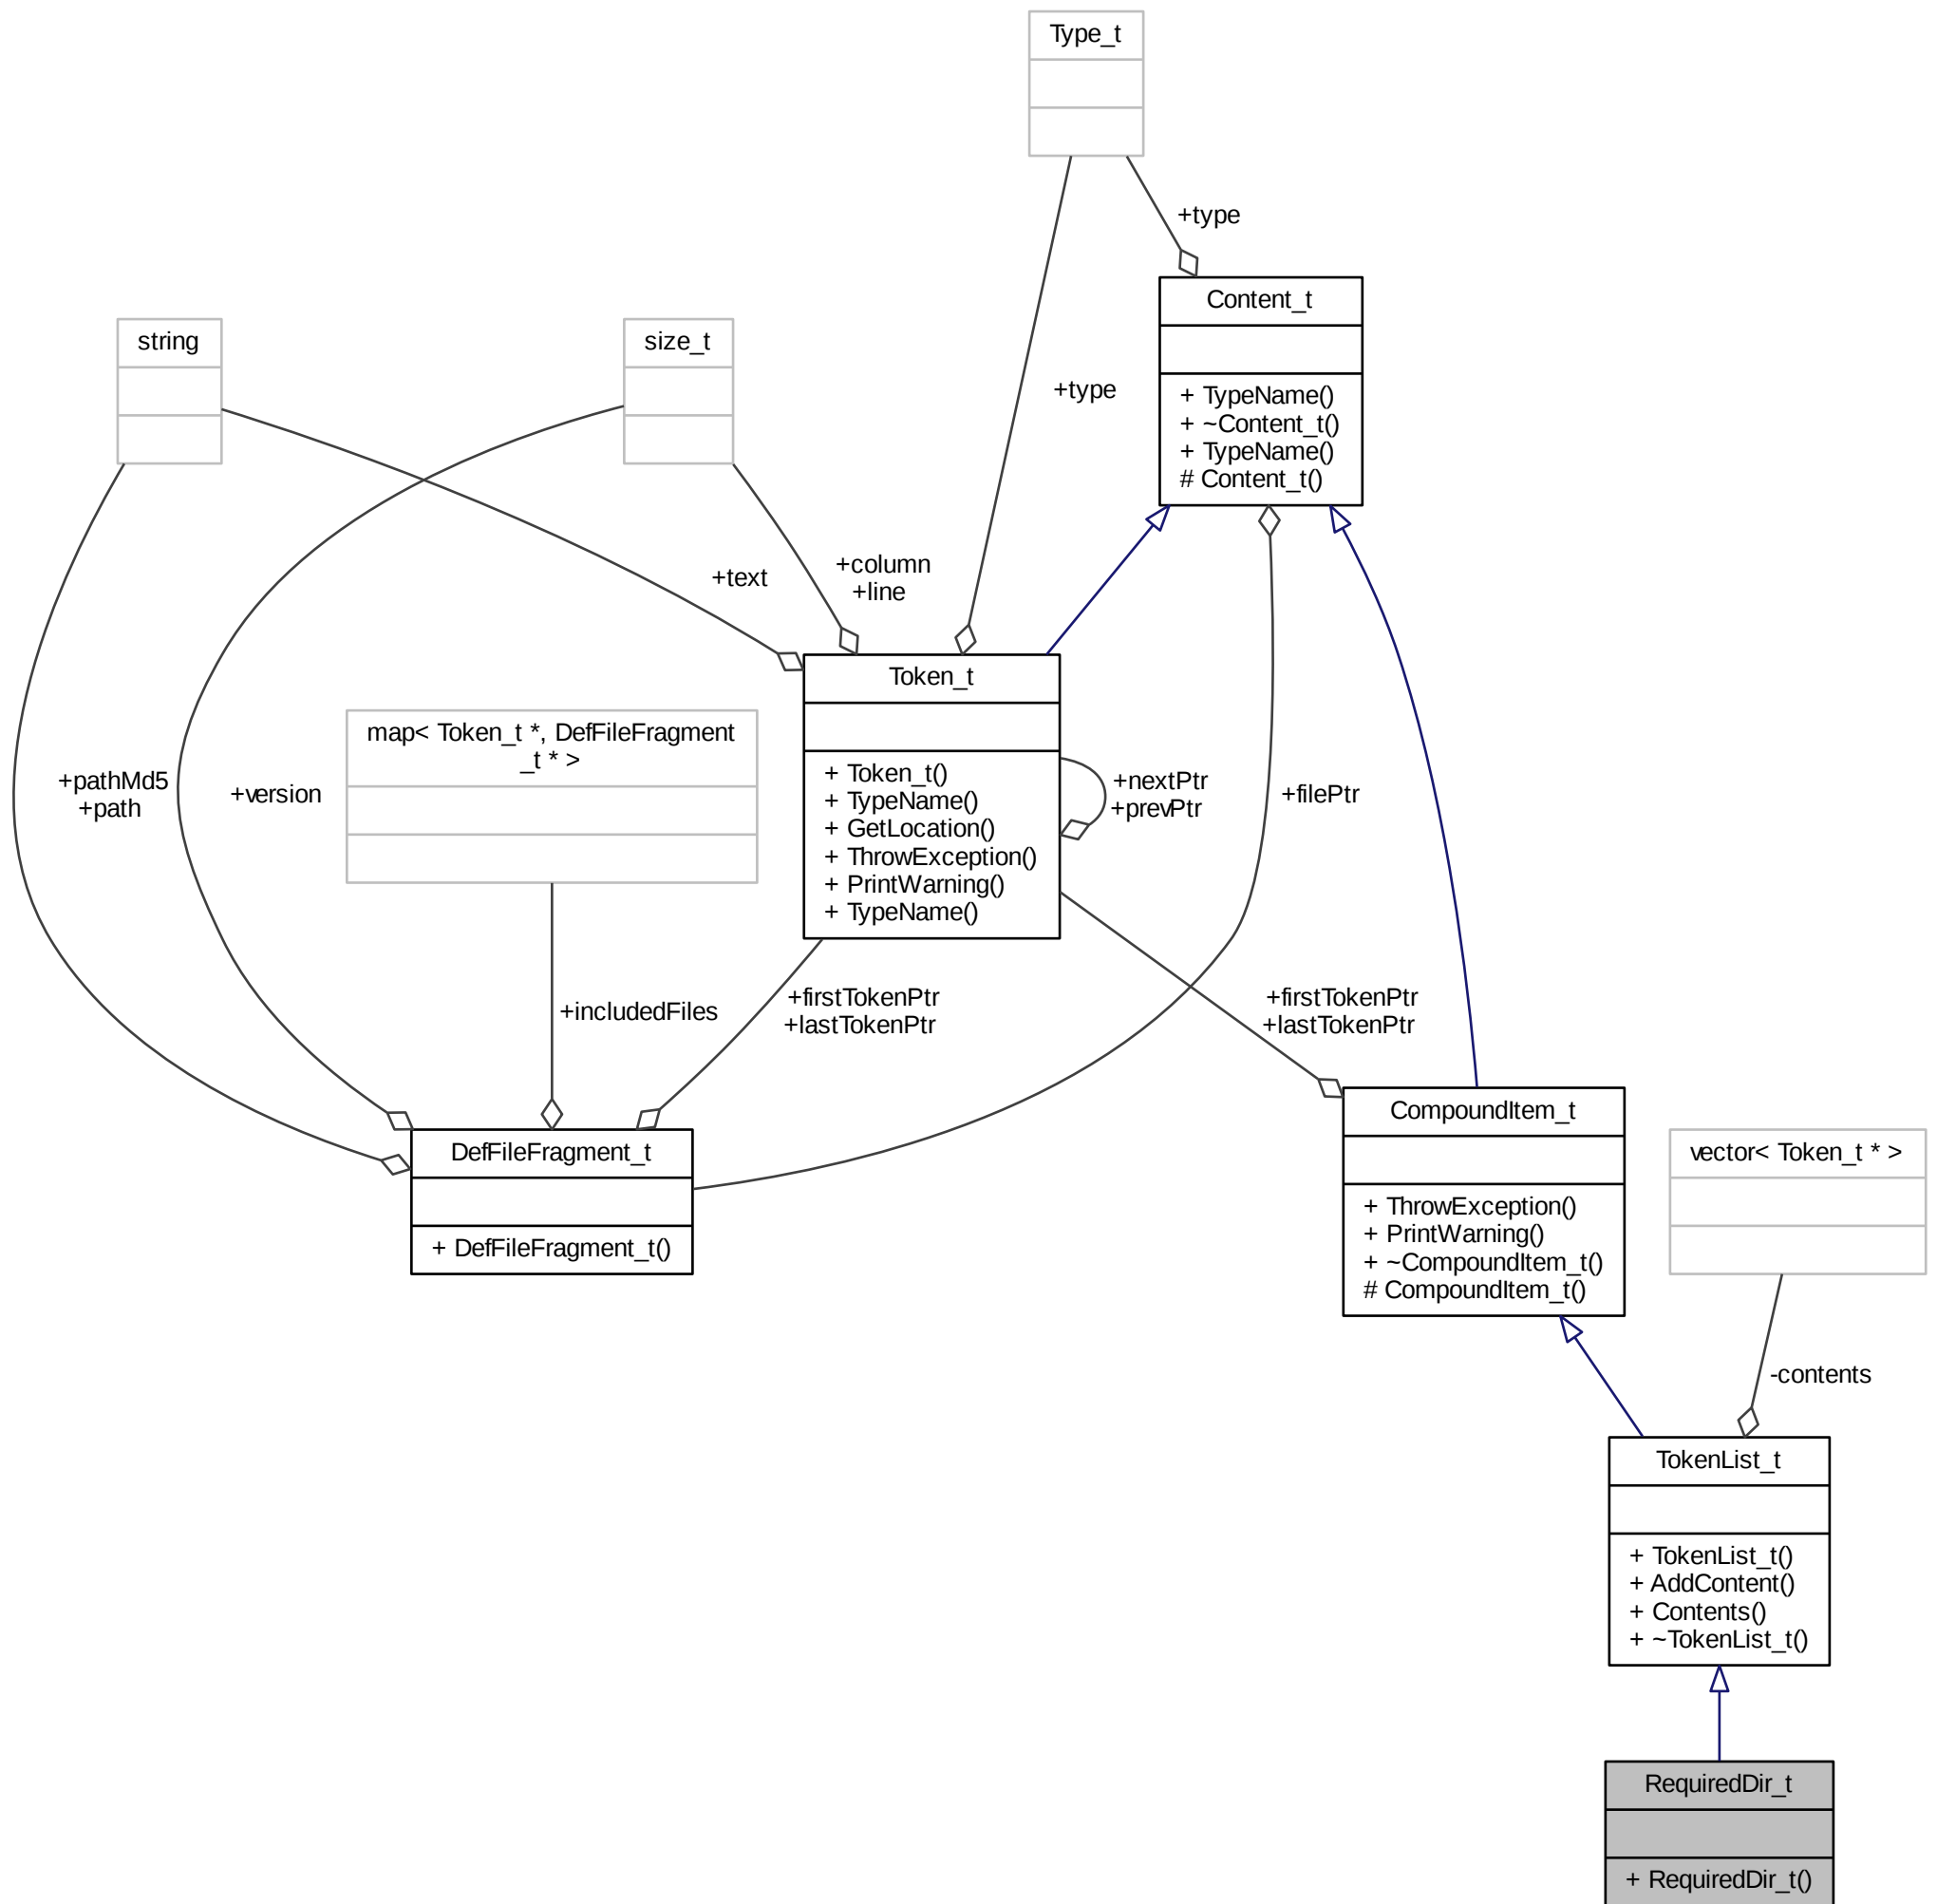 Type_t
+type
Content_t
+ TypeName()
+ ~Content_t()
+ TypeName()
# Content_t()
string
size_t
+type
+text
+column
+line
Token_t
+ Token_t()
+ TypeName()
+ GetLocation()
+ ThrowException()
+ PrintWarning()
+ TypeName()
map< Token_t *, DefFileFragment
_t * >
+pathMd5
+path
+version
+nextPtr
+prevPtr
+filePtr
+includedFiles
+firstTokenPtr
+lastTokenPtr
+firstTokenPtr
+lastTokenPtr
DefFileFragment_t
+ DefFileFragment_t()
CompoundItem_t
+ ThrowException()
+ PrintWarning()
+ ~CompoundItem_t()
# CompoundItem_t()
vector< Token_t * >
-contents
TokenList_t
+ TokenList_t()
+ AddContent()
+ Contents()
+ ~TokenList_t()
RequiredDir_t
+ RequiredDir_t()